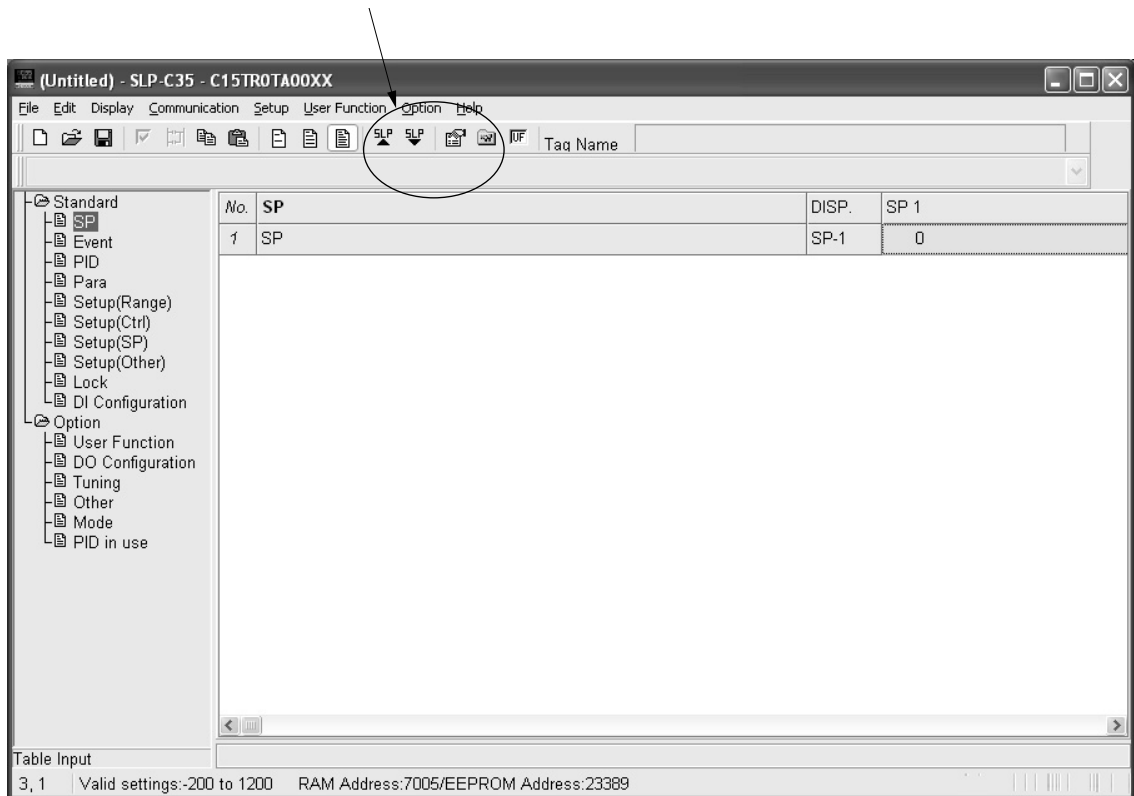 (Untitled) - SLP-C35 - C15TR0TA00XX
File Edit Display Communication Setup User Function Option Help
SLP SLP UF Tag Name
Standard
SP
Event
PID
Para
Setup(Range)
Setup(Ctrl)
Setup(SP)
Setup(Other)
Lock
DI Configuration
Option
User Function
DO Configuration
Tuning
Other
Mode
PID in use
No. SP DISP. SP 1
1 SP SP-1 0
Table Input
3, 1 Valid settings:-200 to 1200 RAM Address:7005/EEPROM Address:23389